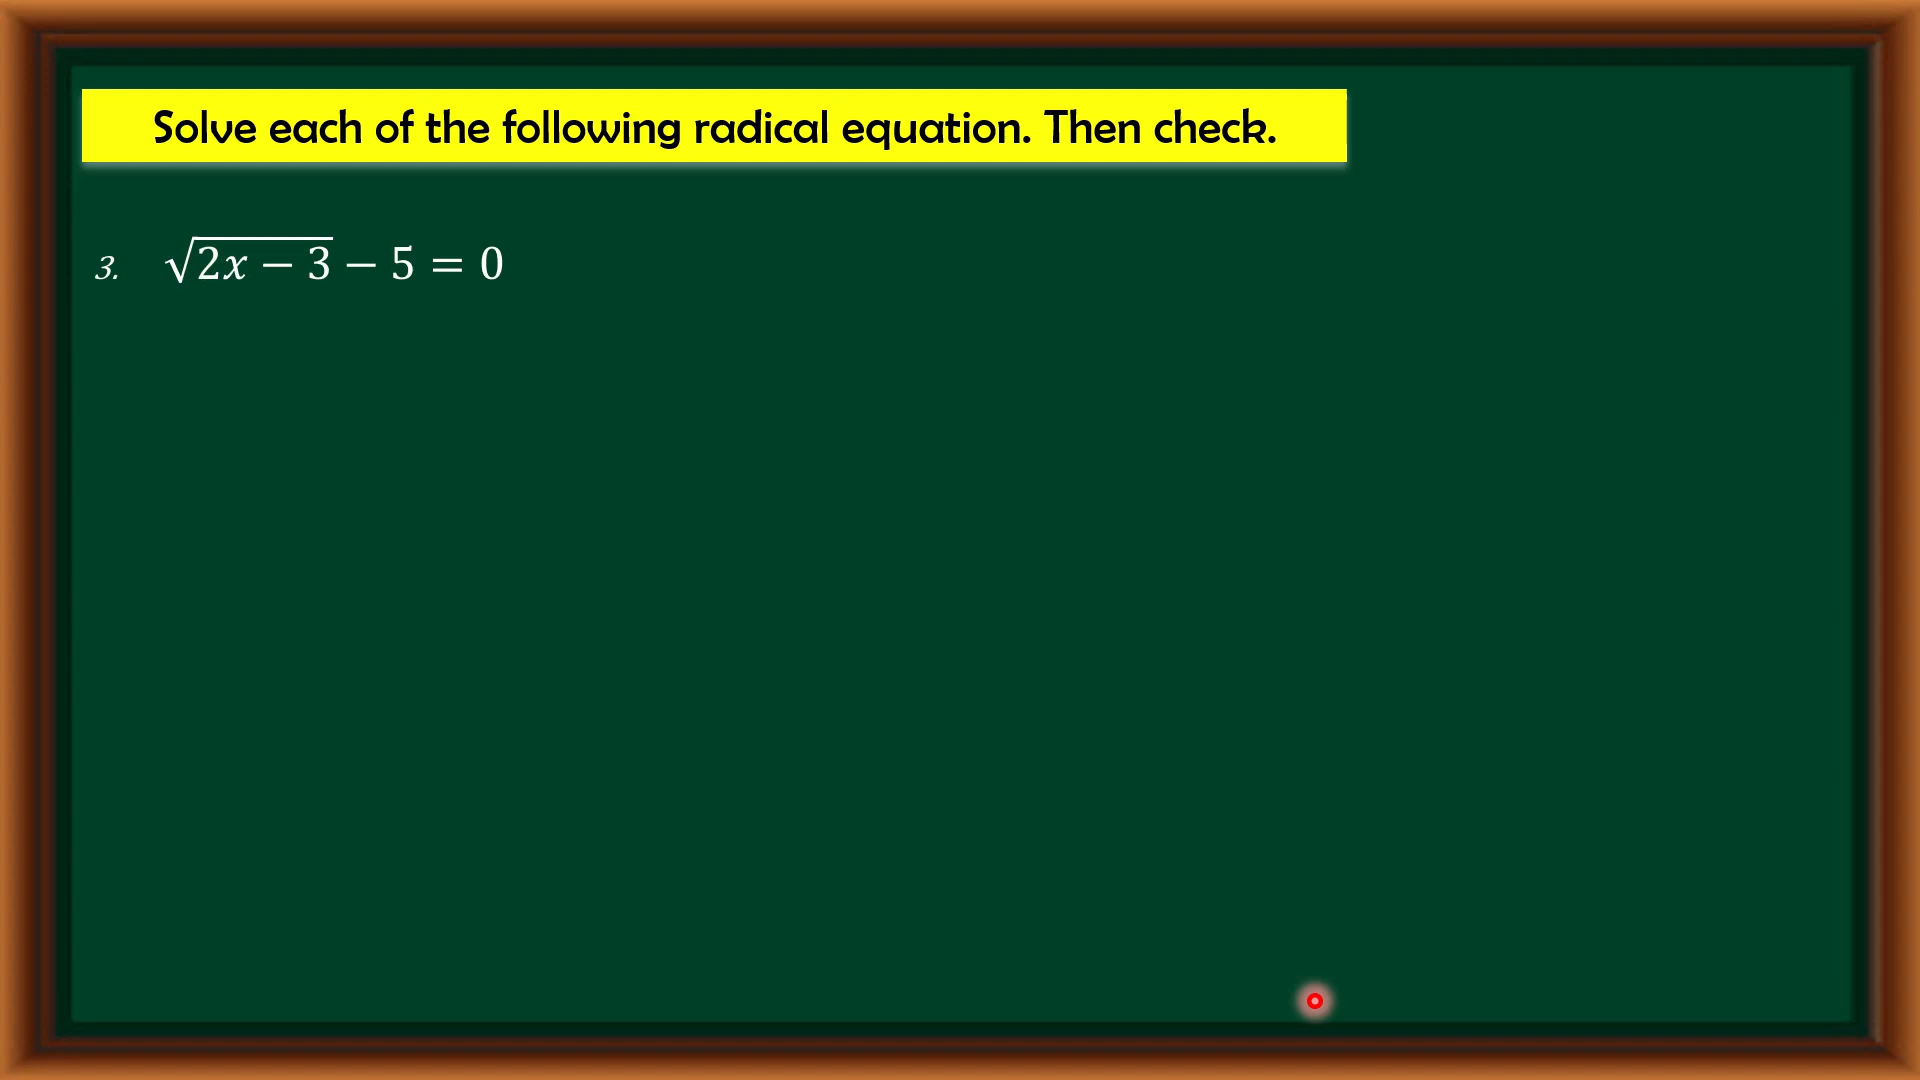 Solve each of the following radical equation. Then check.
3. √2x − 3 − 5 = 0